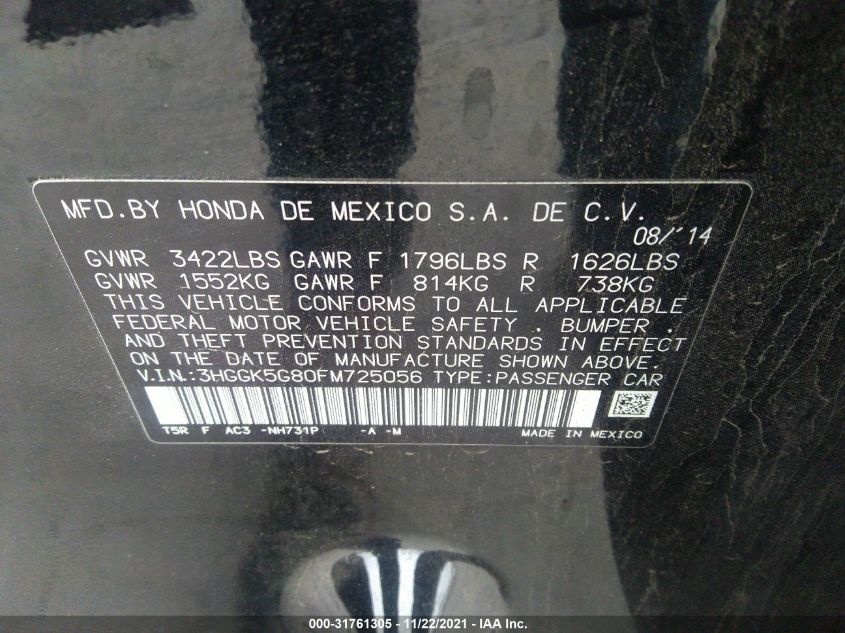 MFD.BY HONDA DE MEXICO S.A. DE C.V.
08/'14
GVWR 3422LBS GAWR F 1796LBS R 1626LBS
GVWR 1552KG GAWR F 814KG R 738KG
THIS VEHICLE CONFORMS TO ALL APPLICABLE
FEDERAL MOTOR VEHICLE SAFETY . BUMPER .
AND THEFT PREVENTION STANDARDS IN EFFECT
ON THE DATE OF MANUFACTURE SHOWN ABOVE.
V.I.N.:3HGGK5G80FM725056 TYPE:PASSENGER CAR
T5R F AC3 -NH731P -A -M MADE IN MEXICO
000-31761305 - 11/22/2021 - IAA Inc.